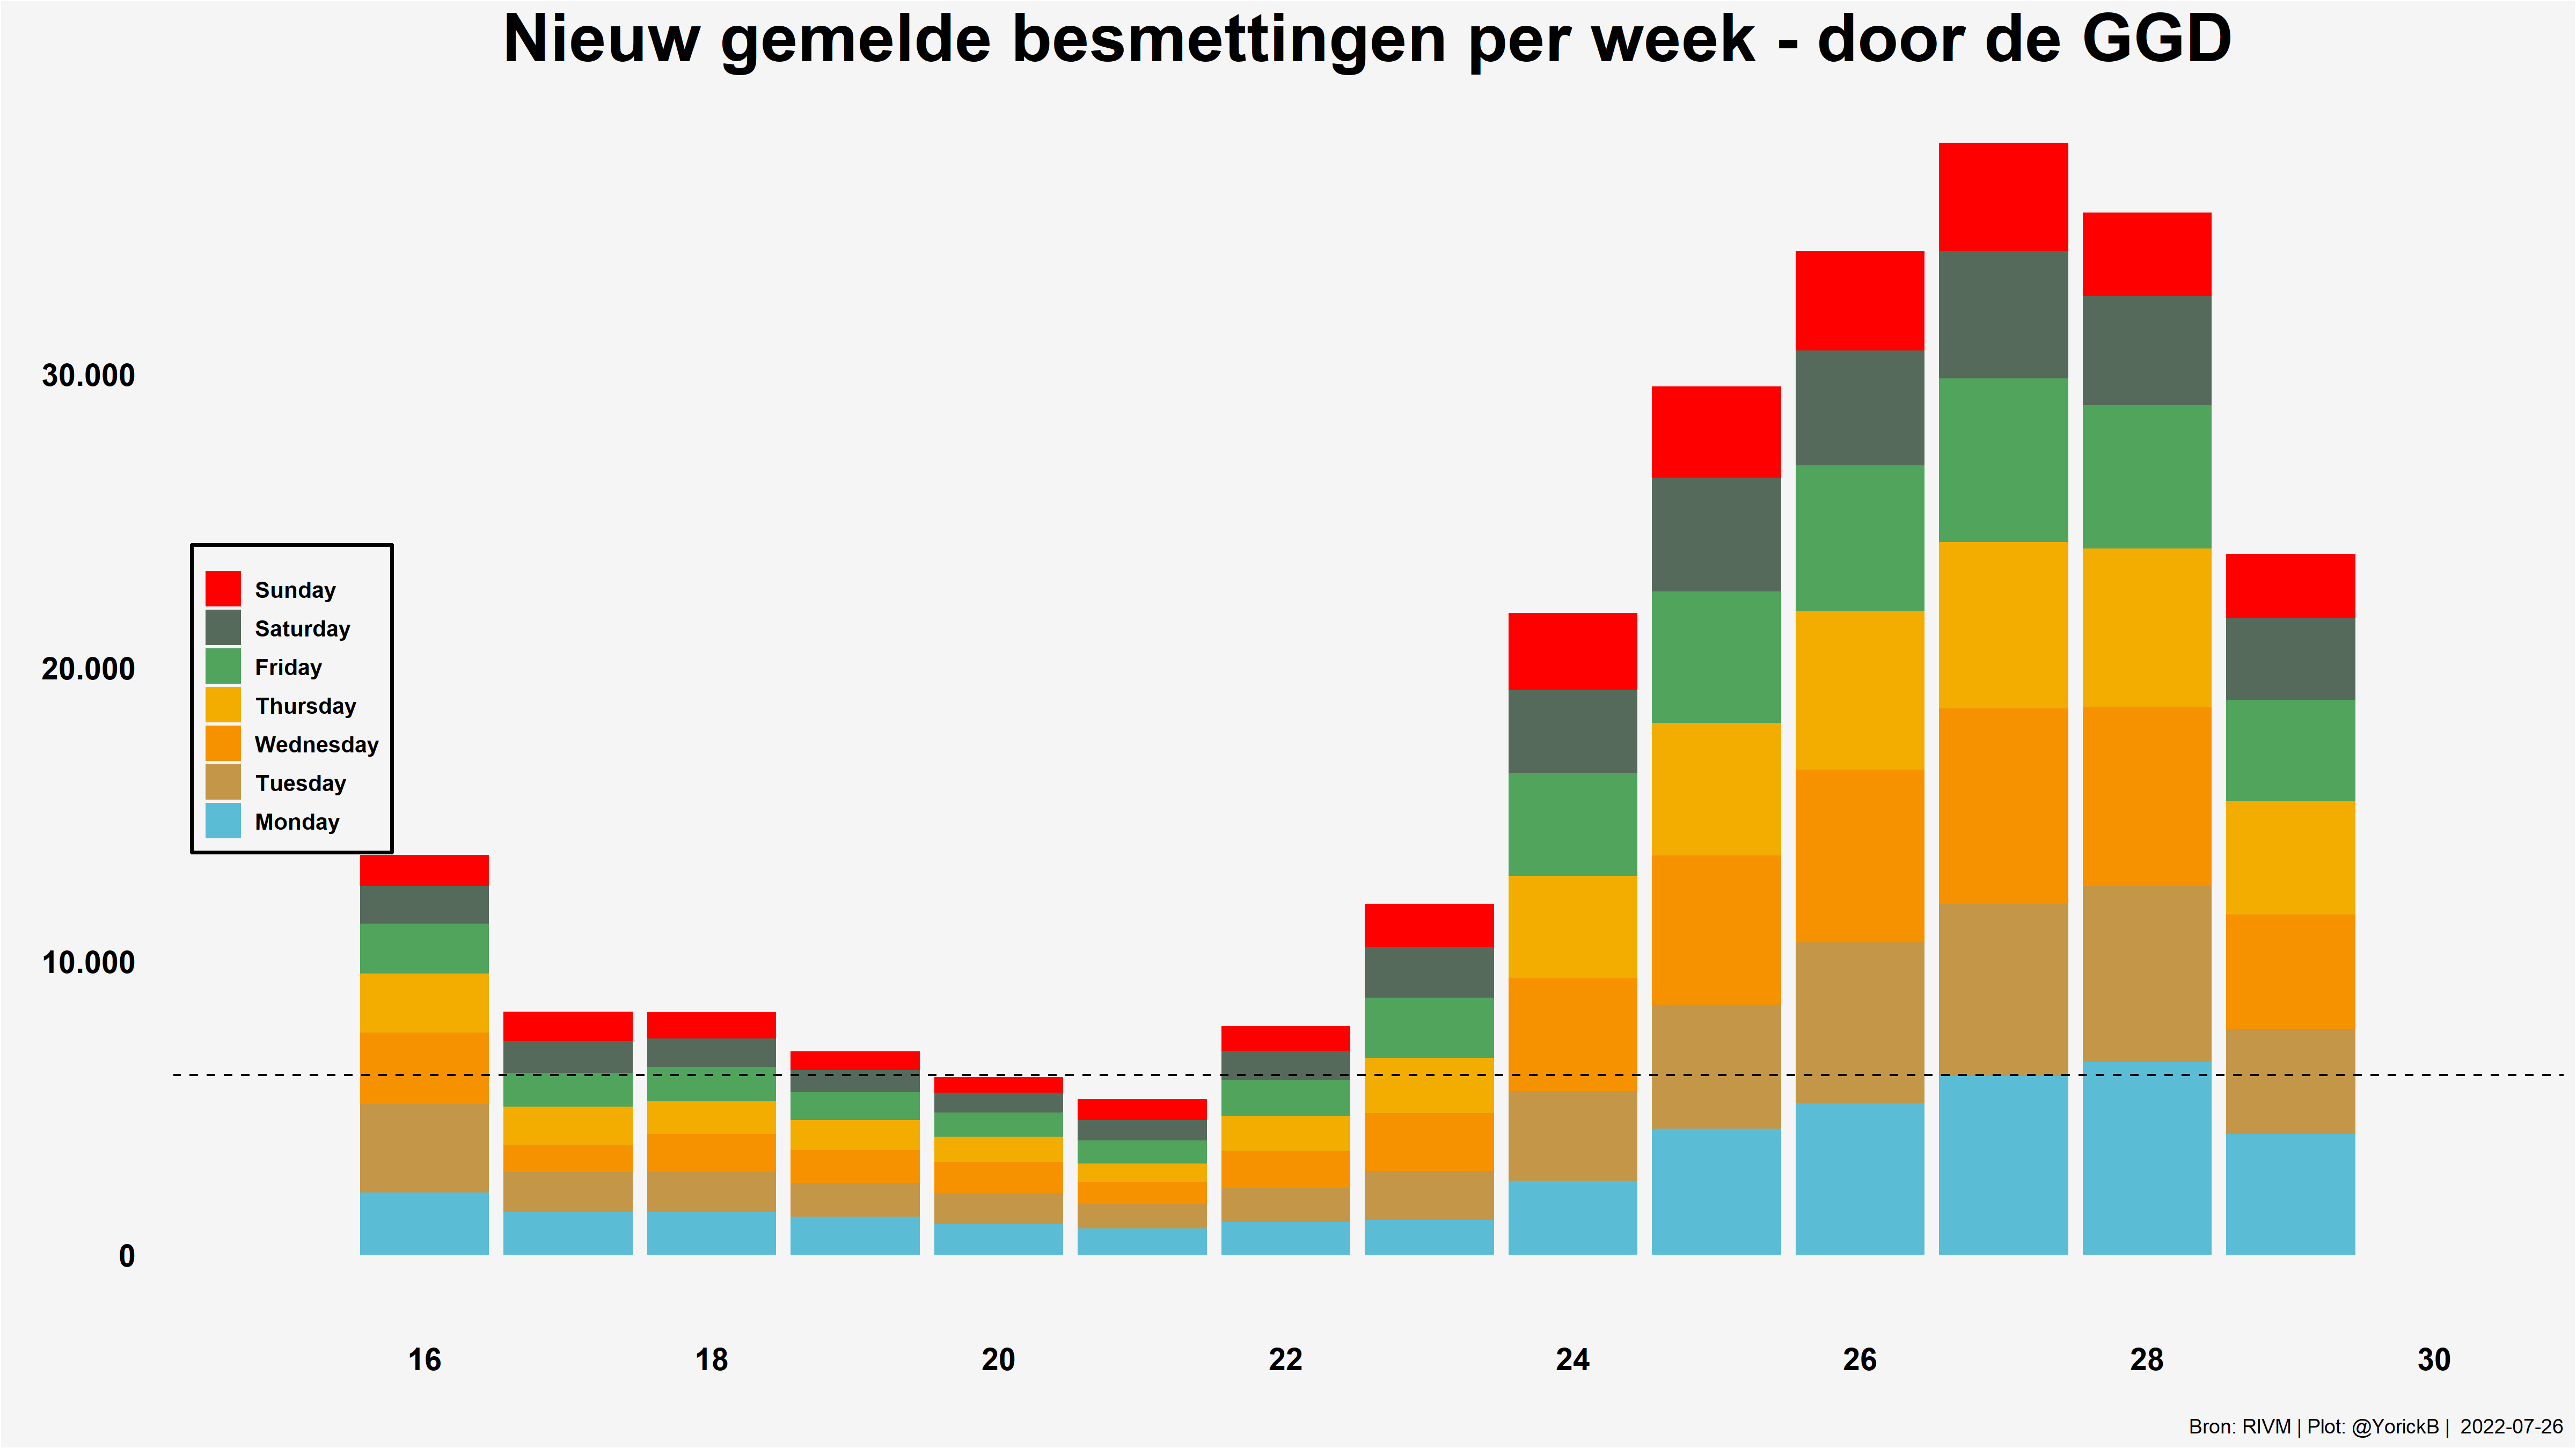 Nieuw gemelde besmettingen per week - door de GGD
30.000
20.000
10.000
0
Sunday
Saturday
Friday
Thursday
Wednesday
Tuesday
Monday
16 18 20 22 24 26 28 30
Bron: RIVM | Plot: @YorickB | 2022-07-26